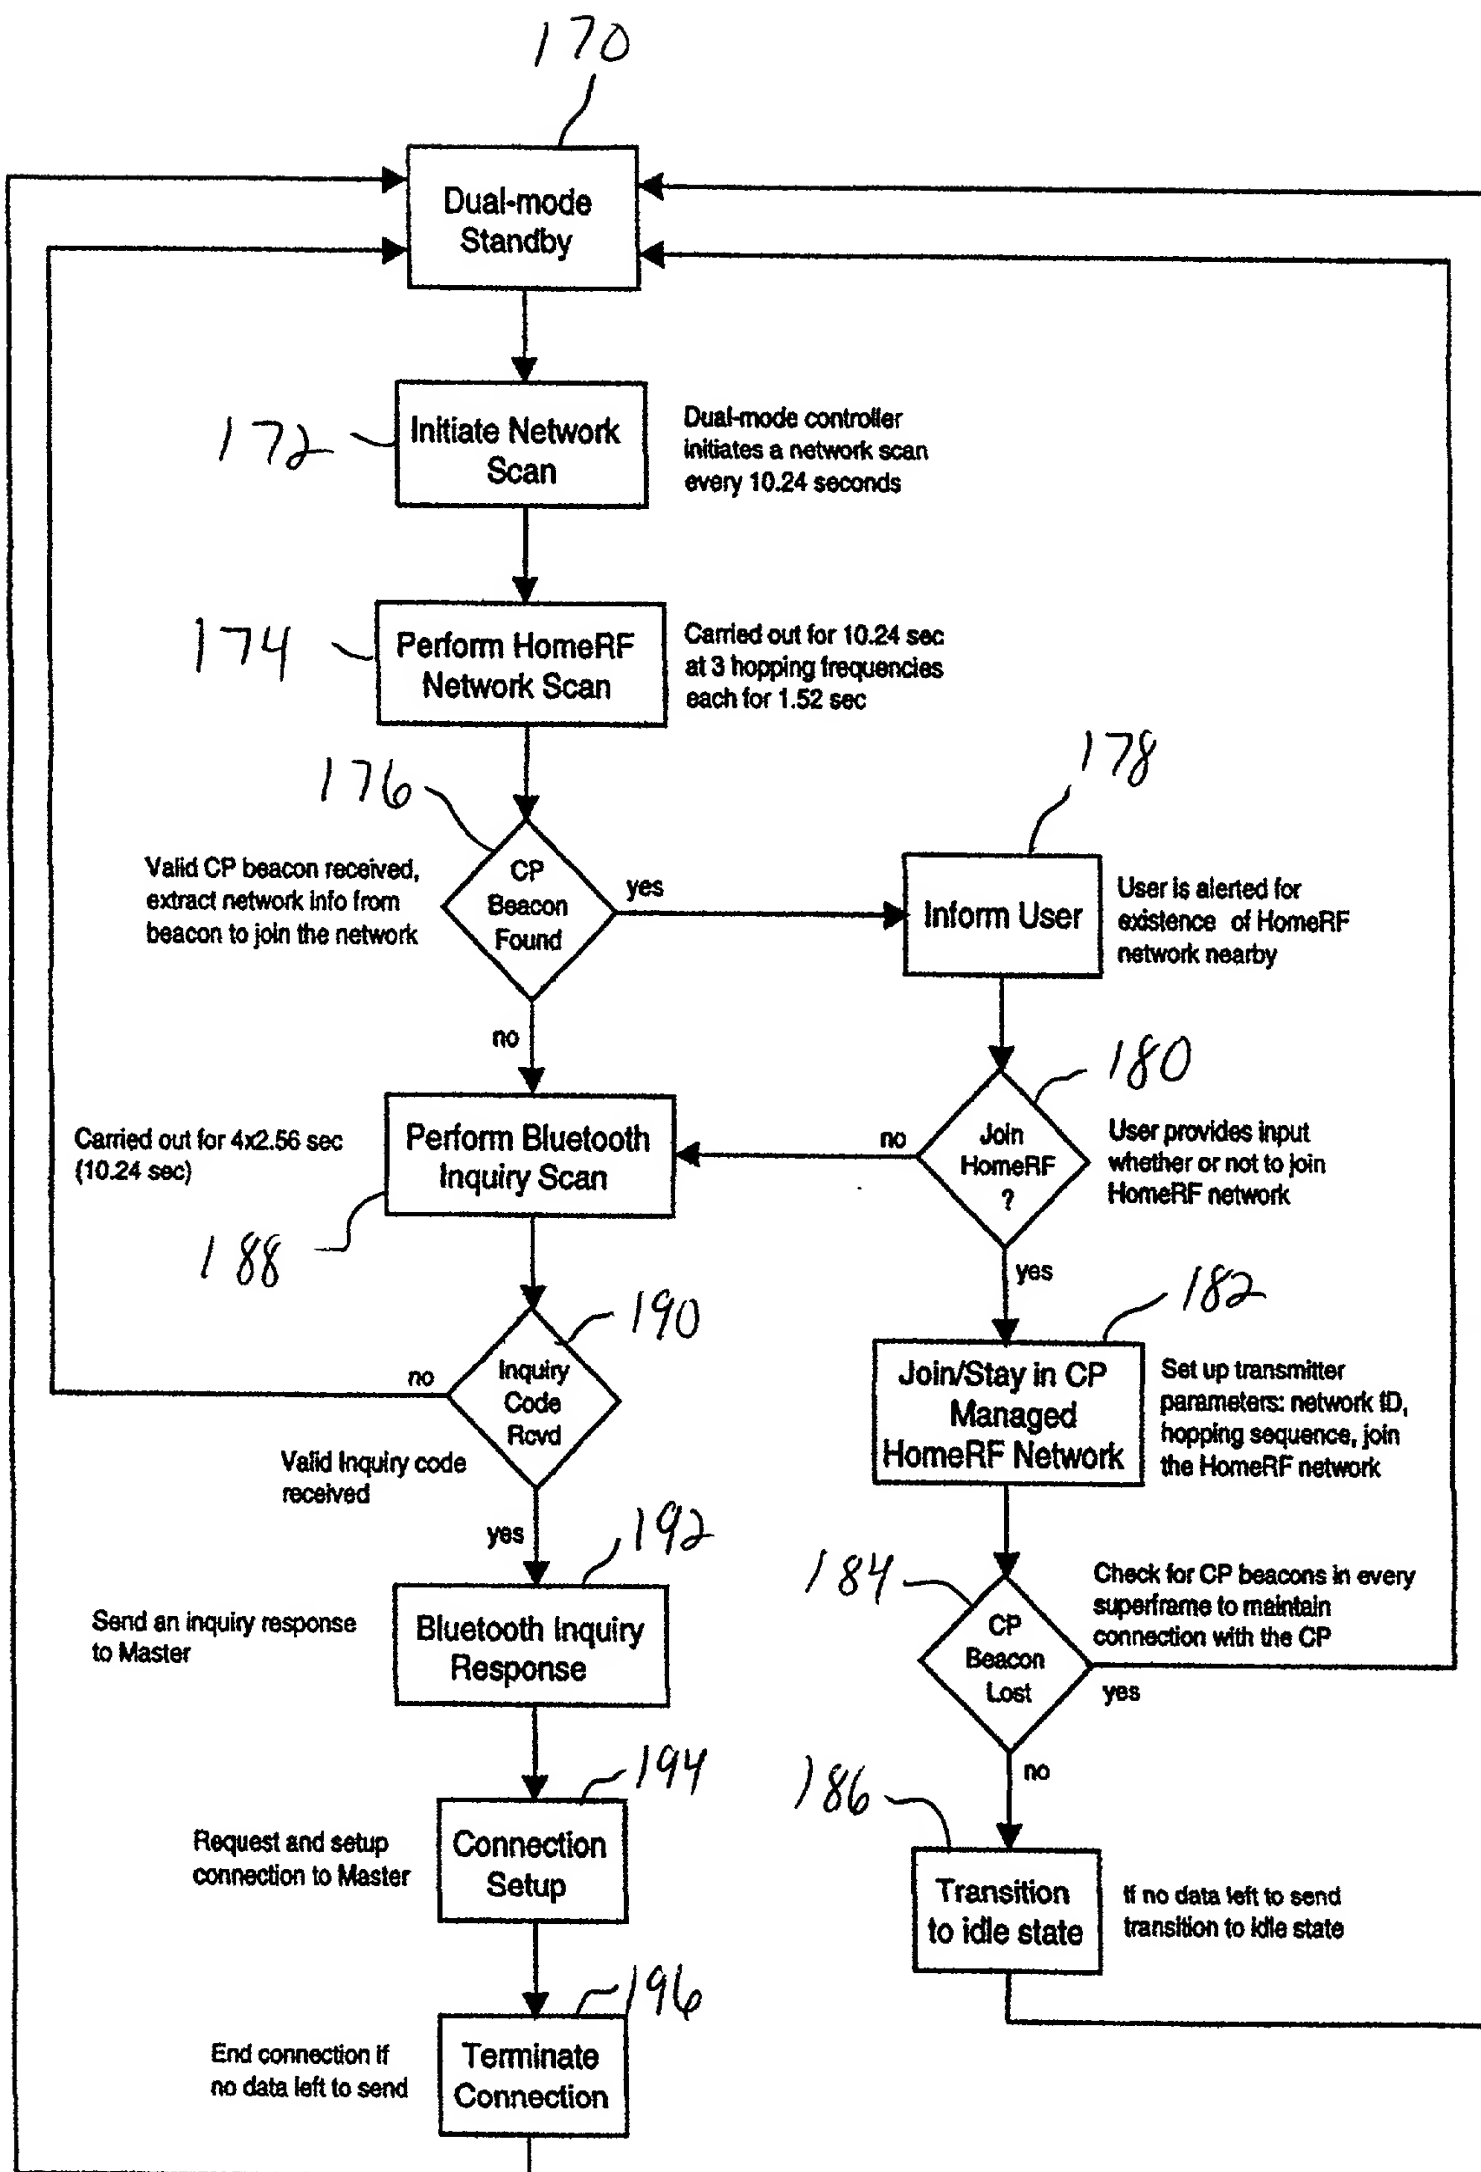 170
Dual-mode
Standby
172
Initiate Network
Scan
Dual-mode controller
initiates a network scan
every 10.24 seconds
174
Perform HomeRF
Network Scan
Carried out for 10.24 sec
at 3 hopping frequencies
each for 1.52 sec
176
Valid CP beacon received,
extract network info from
beacon to join the network
CP
Beacon
Found
yes
no
178
Inform User
User is alerted for
existence of HomeRF
network nearby
180
Join
HomeRF
?
no
yes
User provides input
whether or not to join
HomeRF network
Carried out for 4x2.56 sec
(10.24 sec)
Perform Bluetooth
Inquiry Scan
188
190
Inquiry
Code
Rcvd
no
yes
Valid Inquiry code
received
182
Join/Stay in CP
Managed
HomeRF Network
Set up transmitter
parameters: network ID,
hopping sequence, join
the HomeRF network
192
Send an inquiry response
to Master
Bluetooth Inquiry
Response
184
CP
Beacon
Lost
Check for CP beacons in every
superframe to maintain
connection with the CP
yes
no
194
Request and setup
connection to Master
Connection
Setup
186
Transition
to idle state
If no data left to send
transition to idle state
196
End connection if
no data left to send
Terminate
Connection